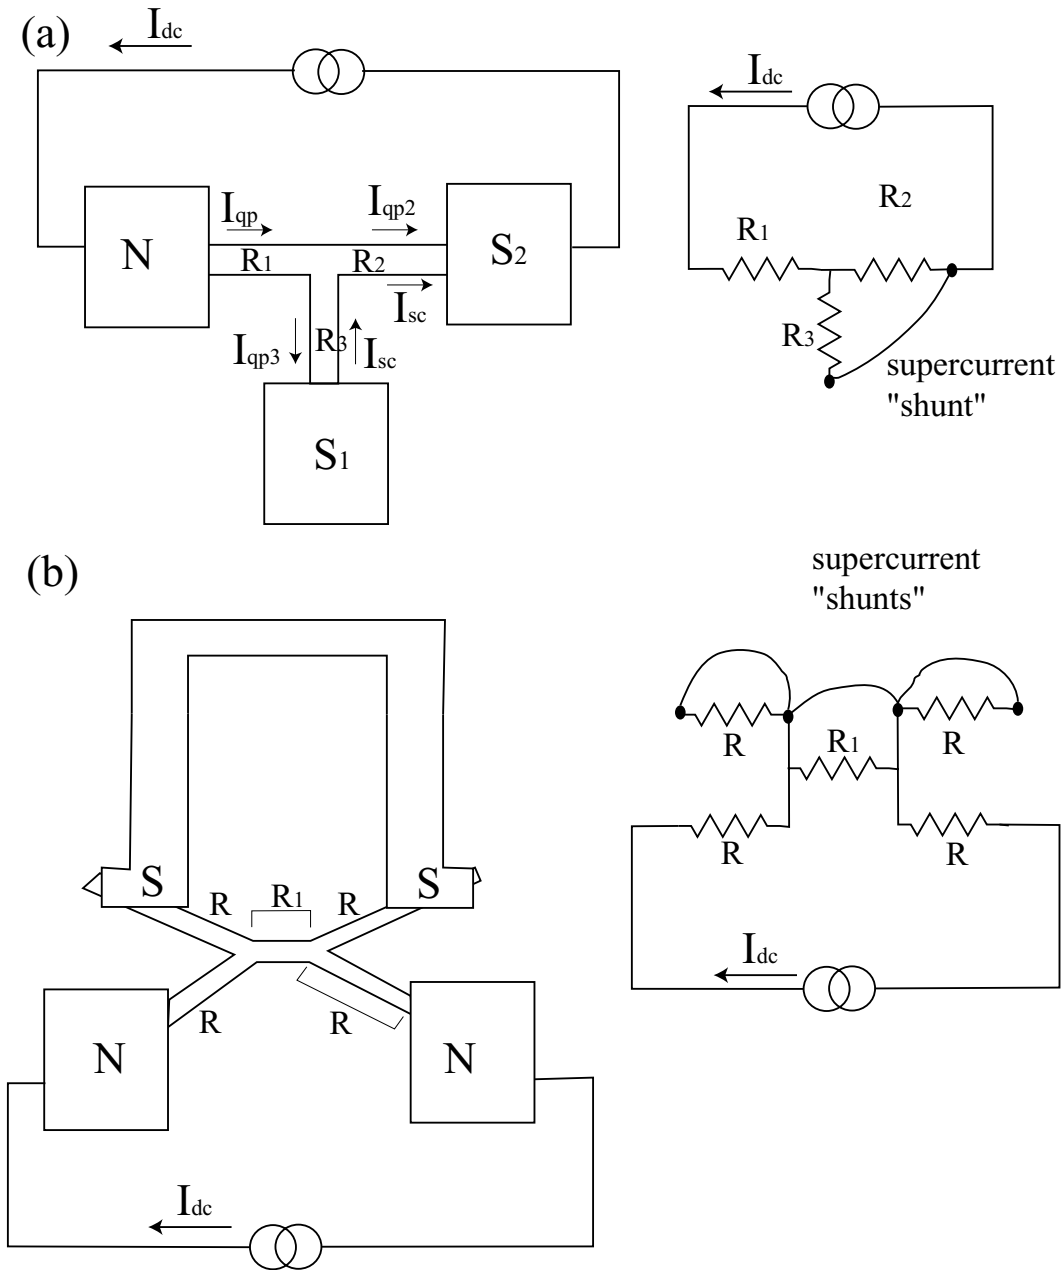 (a)
Idc
N
Iqp
Iqp2
R1
R2
S2
Isc
Iqp3
R3
Isc
S1
Idc
R2
R1
R3
supercurrent
"shunt"
(b)
S
S
R
R1
R
R
R
N
N
Idc
supercurrent
"shunts"
R
R1
R
R
R
Idc